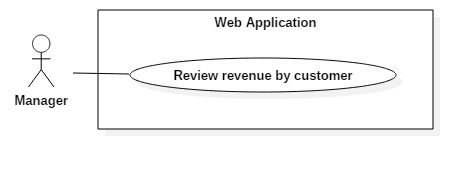 Web Application
Review revenue by customer
Manager